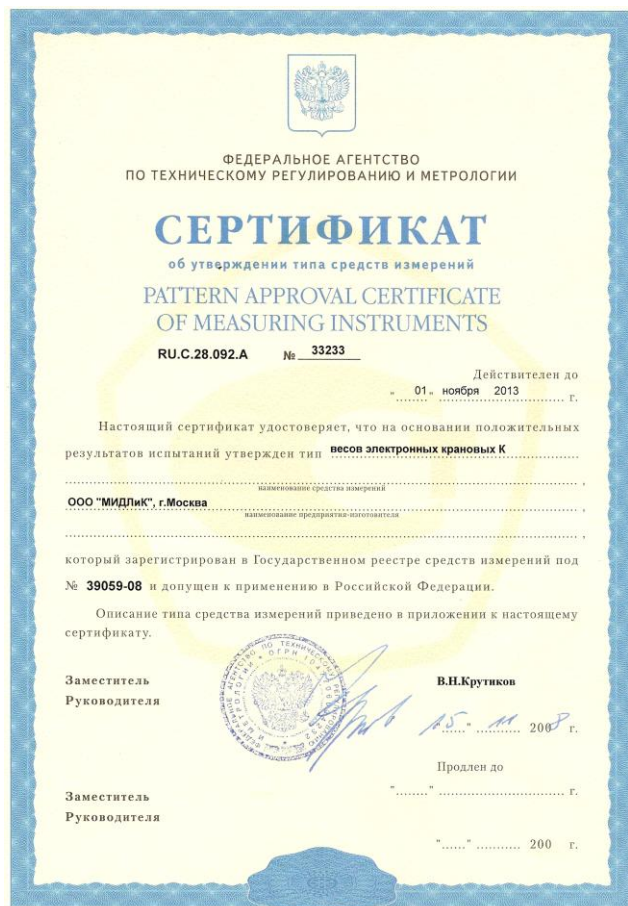 ФЕДЕРАЛЬНОЕ АГЕНТСТВО
ПО ТЕХНИЧЕСКОМУ РЕГУЛИРОВАНИЮ И МЕТРОЛОГИИ
СЕРТИФИКАТ
об утверждении типа средств измерений
PATTERN APPROVAL CERTIFICATE
OF MEASURING INSTRUMENTS
RU.C.28.092.A № 33233
Действителен до
" 01 " ноября 2013 г.
Настоящий сертификат удостоверяет, что на основании положительных
результатов испытаний утвержден тип весов электронных крановых К
наименование средства измерений
ООО "МИДЛиК", г.Москва
наименование предприятия-изготовителя
который зарегистрирован в Государственном реестре средств измерений под
№ 39059-08 и допущен к применению в Российской Федерации.
Описание типа средства измерений приведено в приложении к настоящему
сертификату.
Заместитель
Руководителя
В.Н.Крутиков
15 " 11 2008 г.
Продлен до
"........" ............................ г.
Заместитель
Руководителя
"......" ........... 200 г.